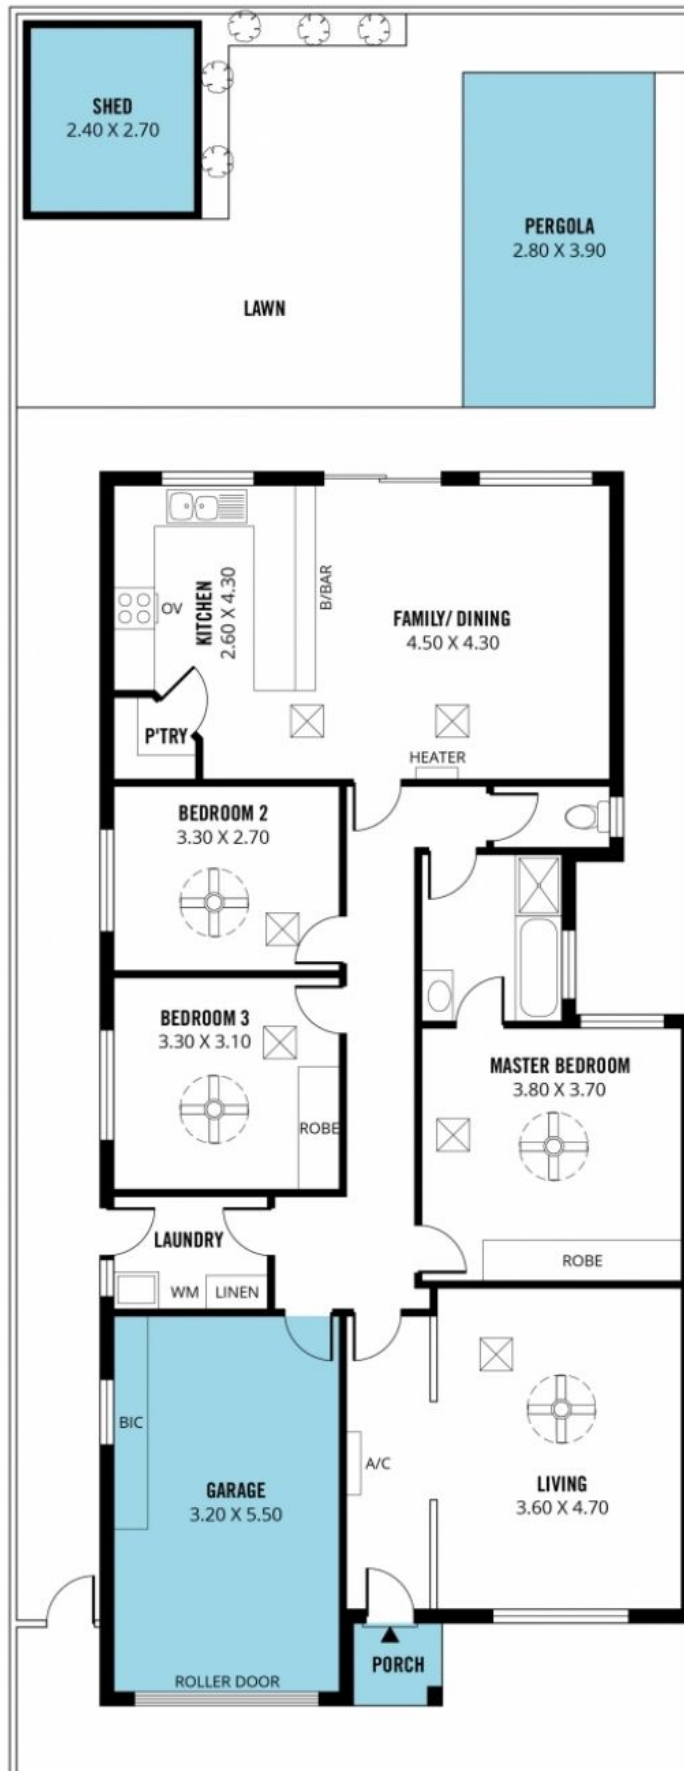 SHED
2.40 X 2.70
PERGOLA
2.80 X 3.90
LAWN
KITCHEN
2.60 X 4.30
OV
B/BAR
FAMILY/ DINING
4.50 X 4.30
P'TRY
HEATER
BEDROOM 2
3.30 X 2.70
BEDROOM 3
3.30 X 3.10
ROBE
MASTER BEDROOM
3.80 X 3.70
ROBE
LAUNDRY
WM
LINEN
BIC
GARAGE
3.20 X 5.50
ROLLER DOOR
A/C
LIVING
3.60 X 4.70
PORCH